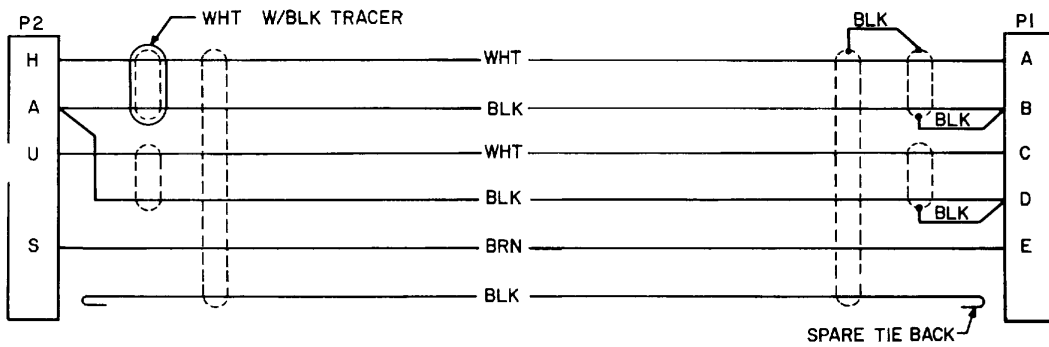 WHT W/BLK TRACER
BLK
P2
P1
H
WHT
A
A
BLK
B
BLK
U
WHT
C
BLK
D
BLK
S
BRN
E
BLK
SPARE TIE BACK